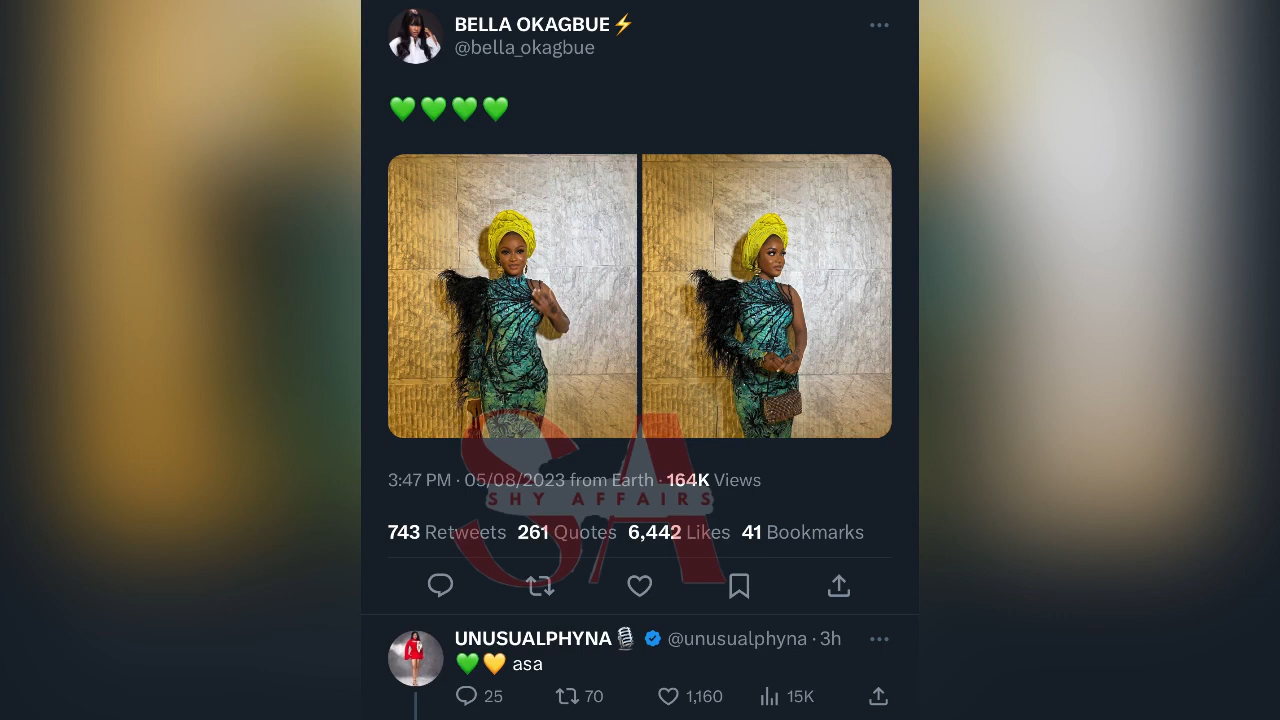 BELLA OKAGBUE⚡
@bella_okagbue
💚💚💚💚
3:47 PM · 05/08/2023 from Earth · 164K Views
SA
SHY AFFAIRS
743 Retweets 261 Quotes 6,442 Likes 41 Bookmarks
UNUSUALPHYNA🎙️ @unusualphyna · 3h
💚💛 asa
25 70 1,160 15K